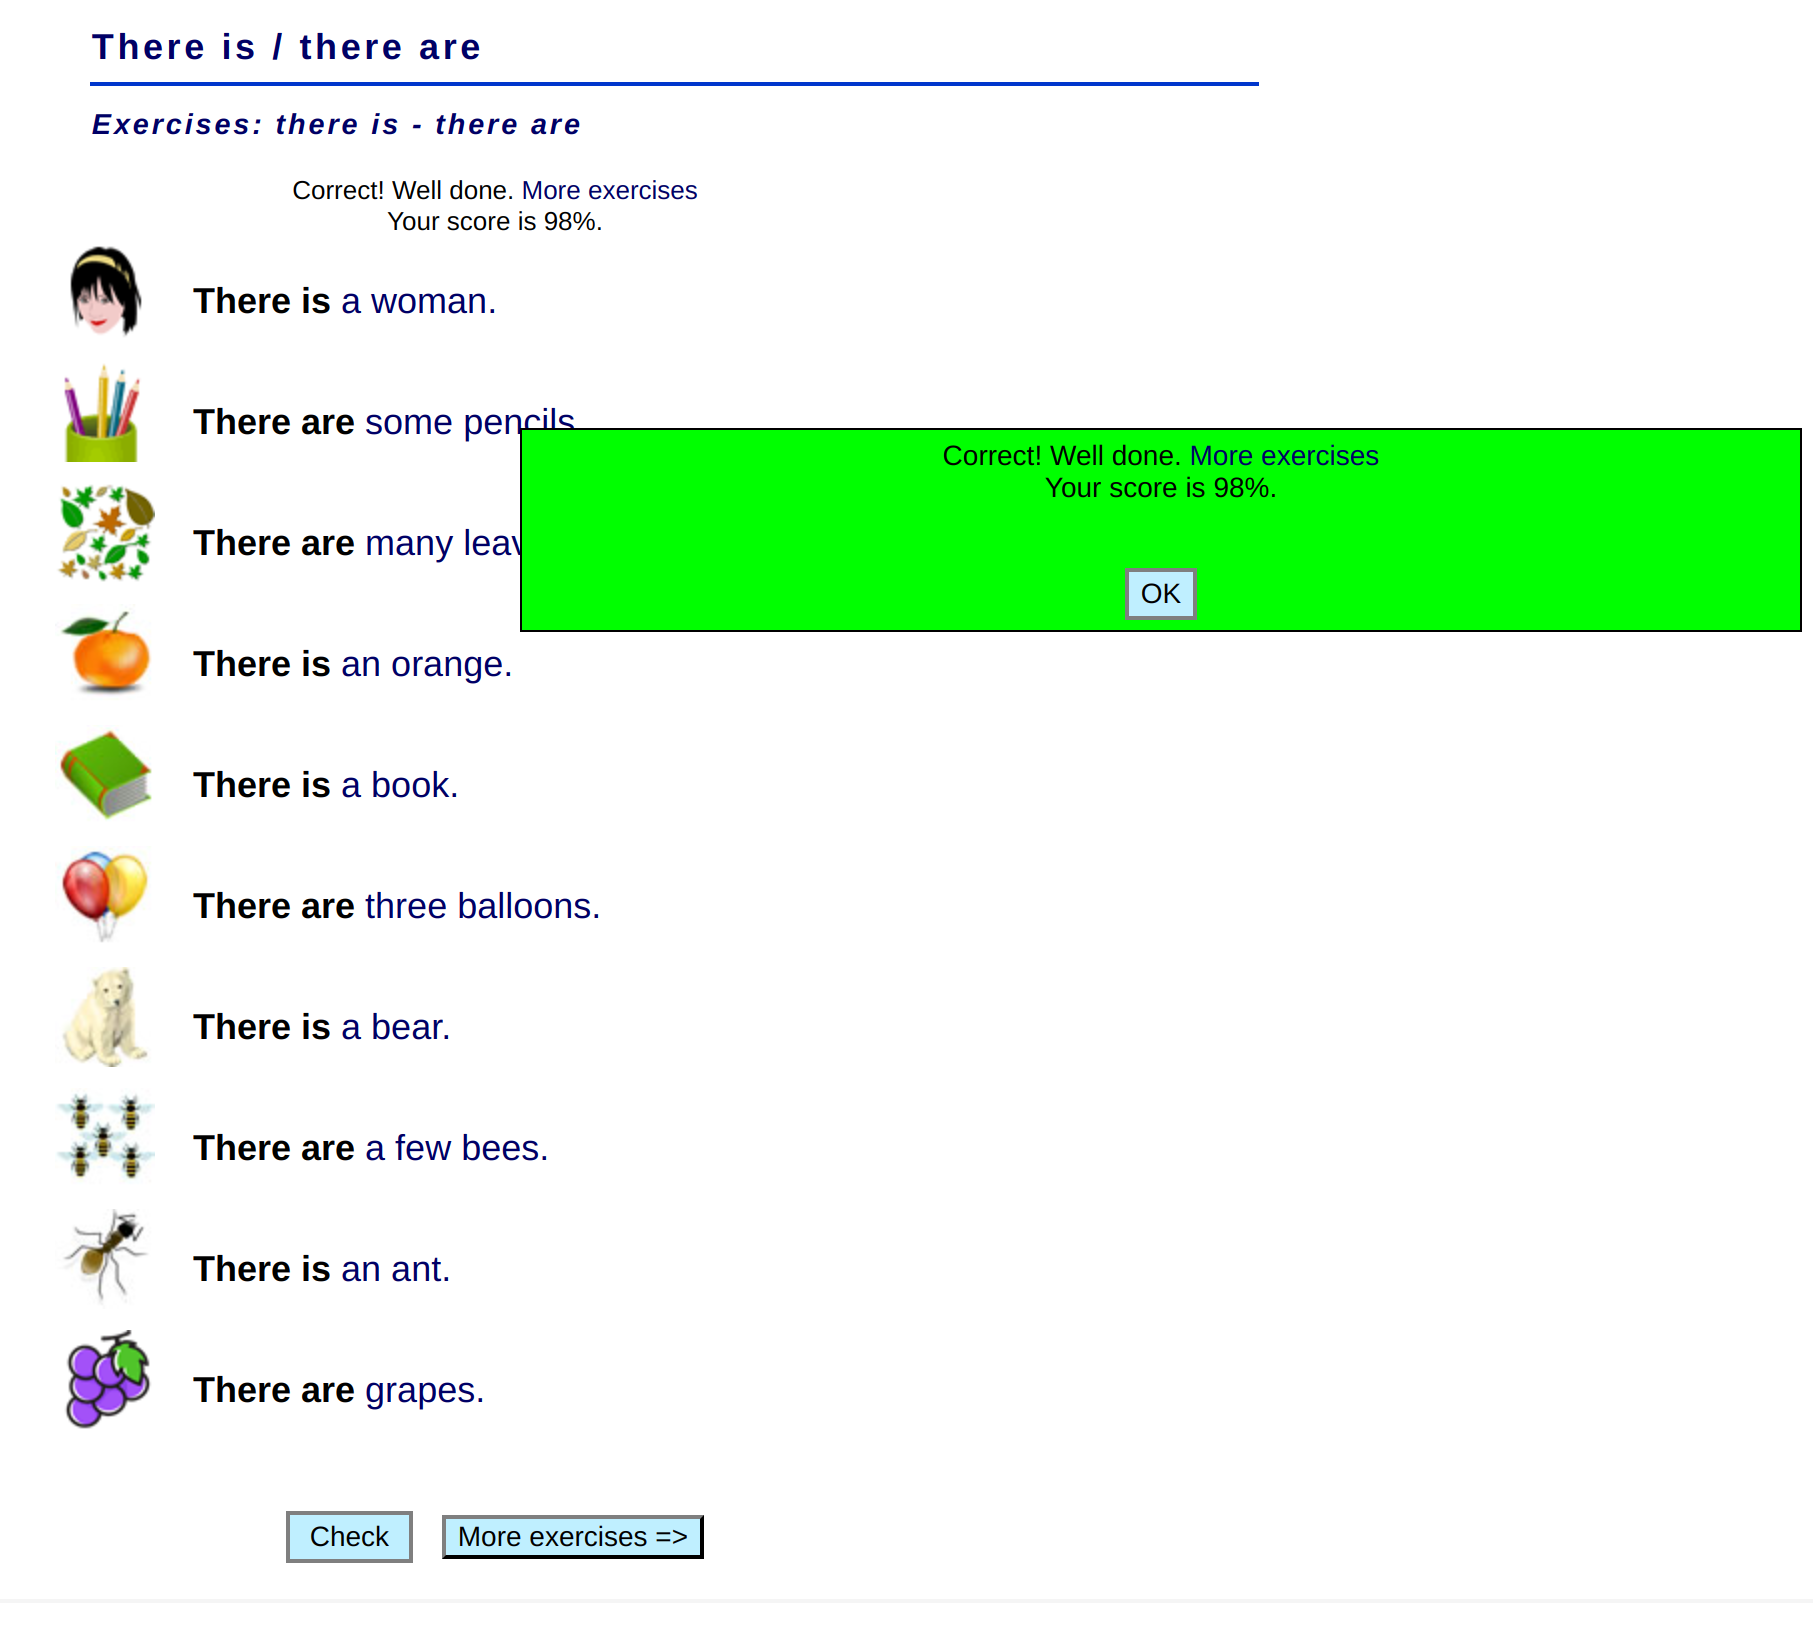 There is / there are
Exercises: there is - there are
Correct! Well done. More exercises
Your score is 98%.
There is a woman.
There are some pencils
Correct! Well done. More exercises
Your score is 98%.
There are many
OK
There is an orange.
There is a book.
There are three balloons.
There is a bear.
There are a few bees.
There is an ant.
There are grapes.
Check
More exercises =>